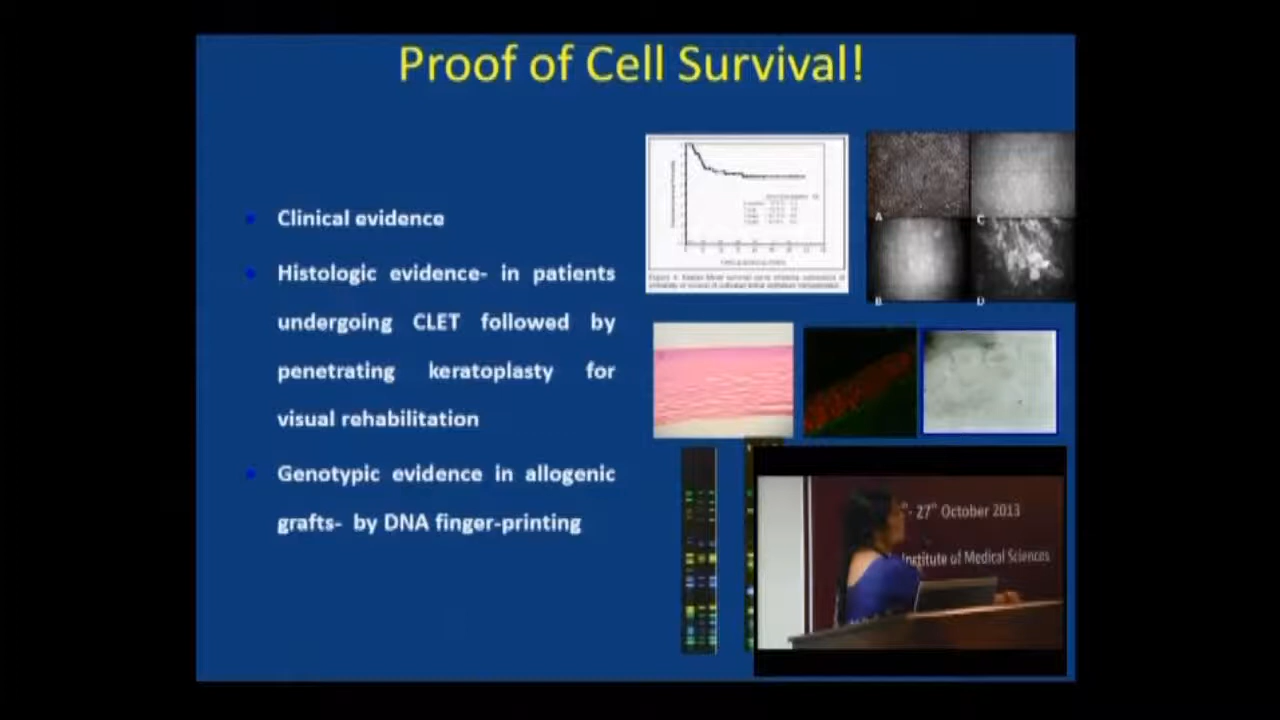 Proof of Cell Survival!
Clinical evidence
Histologic evidence- in patients
undergoing CLET followed by
penetrating keratoplasty for
visual rehabilitation
Genotypic evidence in allogenic
grafts- by DNA finger-printing
A
C
B
D
- 27th October 2013
Institute of Medical Sciences